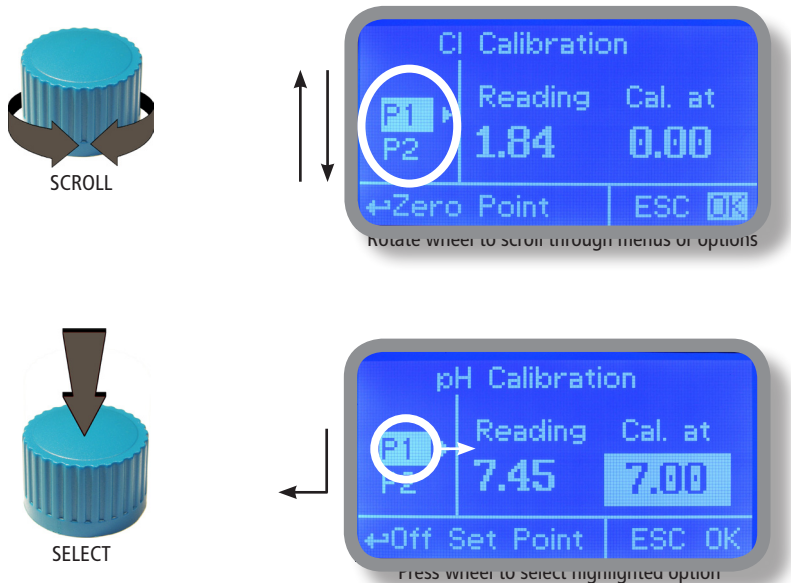 Cl Calibration
Reading Cal. at
P1 1.84 0.00
P2
↵Zero Point ESC OK
SCROLL
Rotate wheel to scroll through menus or options
pH Calibration
Reading Cal. at
P1 7.45 7.00
P2
↵Off Set Point ESC OK
SELECT
Press wheel to select highlighted option